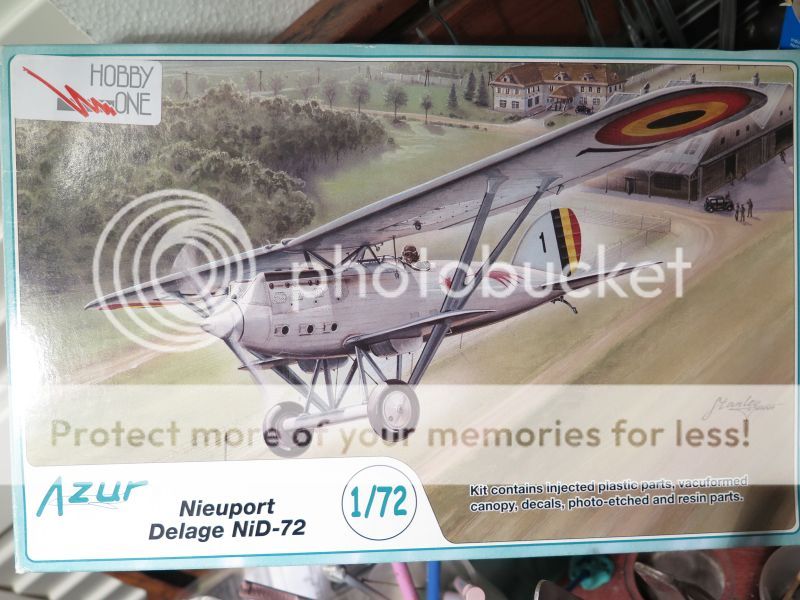 HOBBY
ONE
photobucket
1
Protect more of your memories for less!
Stanley
Azur
Nieuport
Delage NiD-72
1/72
Kit contains injected plastic parts, vacuformed
canopy, decals, photo-etched and resin parts.